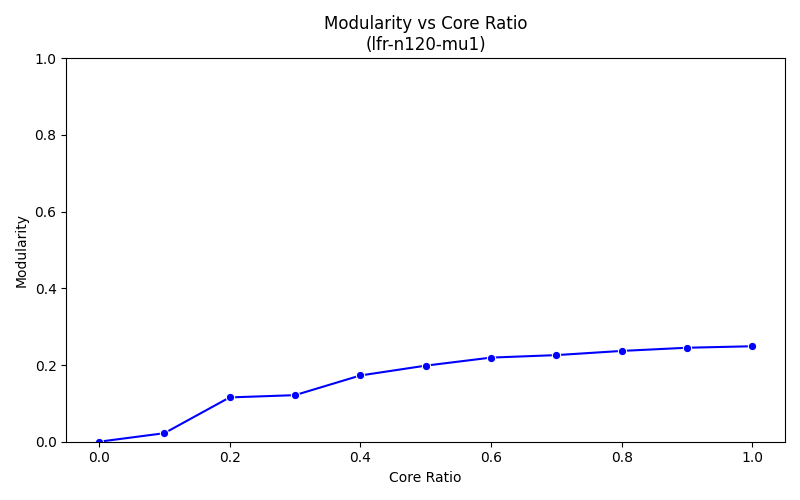 Modularity vs Core Ratio
(lfr-n120-mu1)
1.0
0.8
0.6
0.4
0.2
0.0
Modularity
0.0 0.2 0.4 0.6 0.8 1.0
Core Ratio